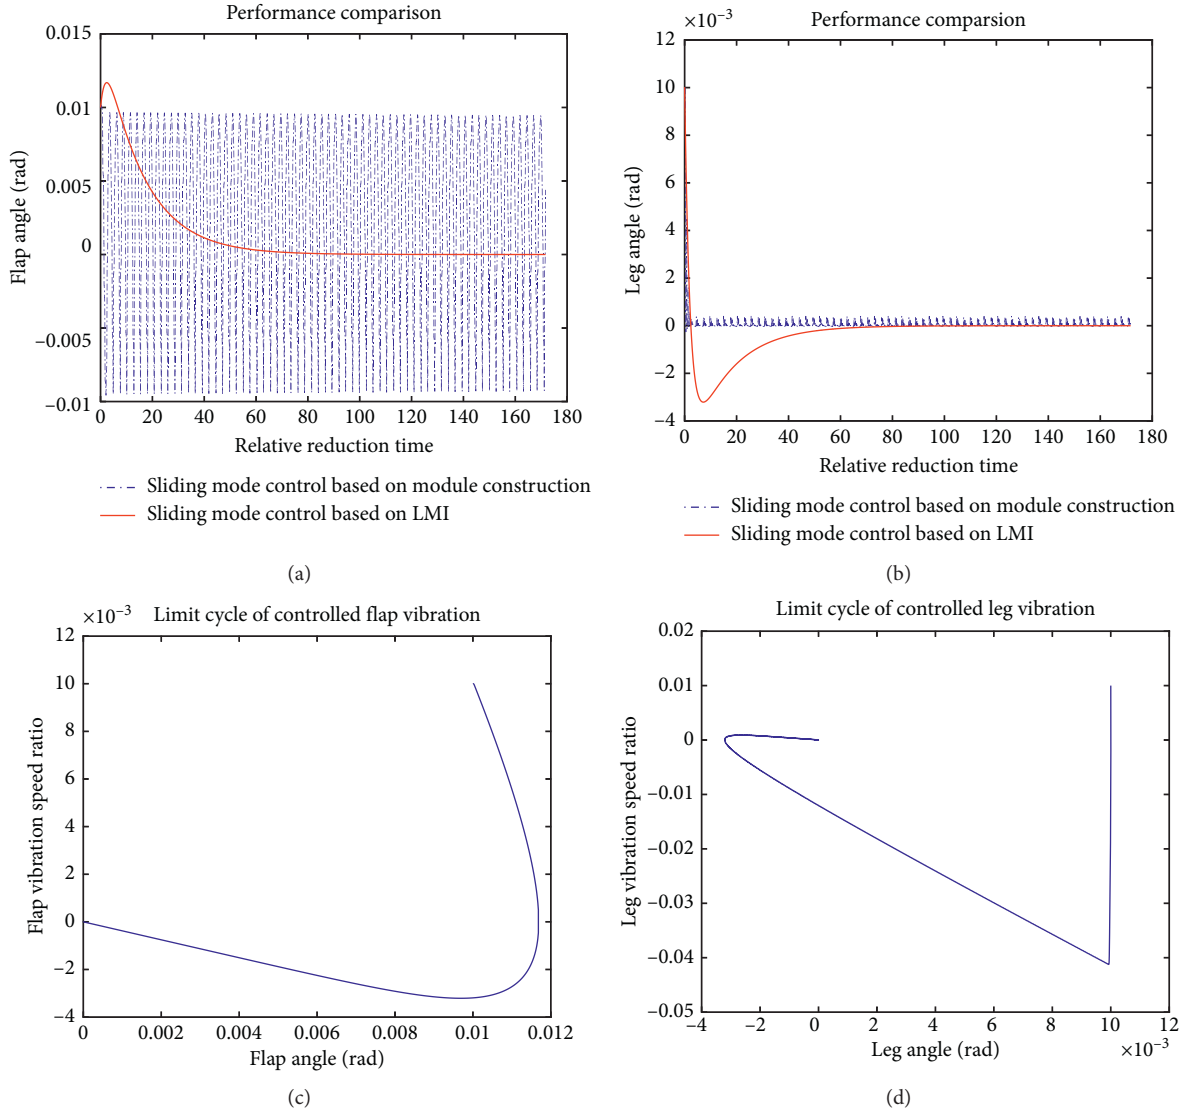 Performance comparison
0.015
0.01
0.005
0
−0.005
−0.01
Flap angle (rad)
0 20 40 60 80 100 120 140 160 180
Relative reduction time
Sliding mode control based on module construction
Sliding mode control based on LMI
(a)
×10−3 Performance comparsion
12
10
8
6
4
2
0
−2
−4
Leg angle (rad)
0 20 40 60 80 100 120 140 160 180
Relative reduction time
Sliding mode control based on module construction
Sliding mode control based on LMI
(b)
×10−3 Limit cycle of controlled flap vibration
12
10
8
6
4
2
0
−2
−4
Flap vibration speed ratio
0 0.002 0.004 0.006 0.008 0.01 0.012
Flap angle (rad)
(c)
Limit cycle of controlled leg vibration
0.02
0.01
0
−0.01
−0.02
−0.03
−0.04
−0.05
Leg vibration speed ratio
−4 −2 0 2 4 6 8 10 12
Leg angle (rad) ×10−3
(d)